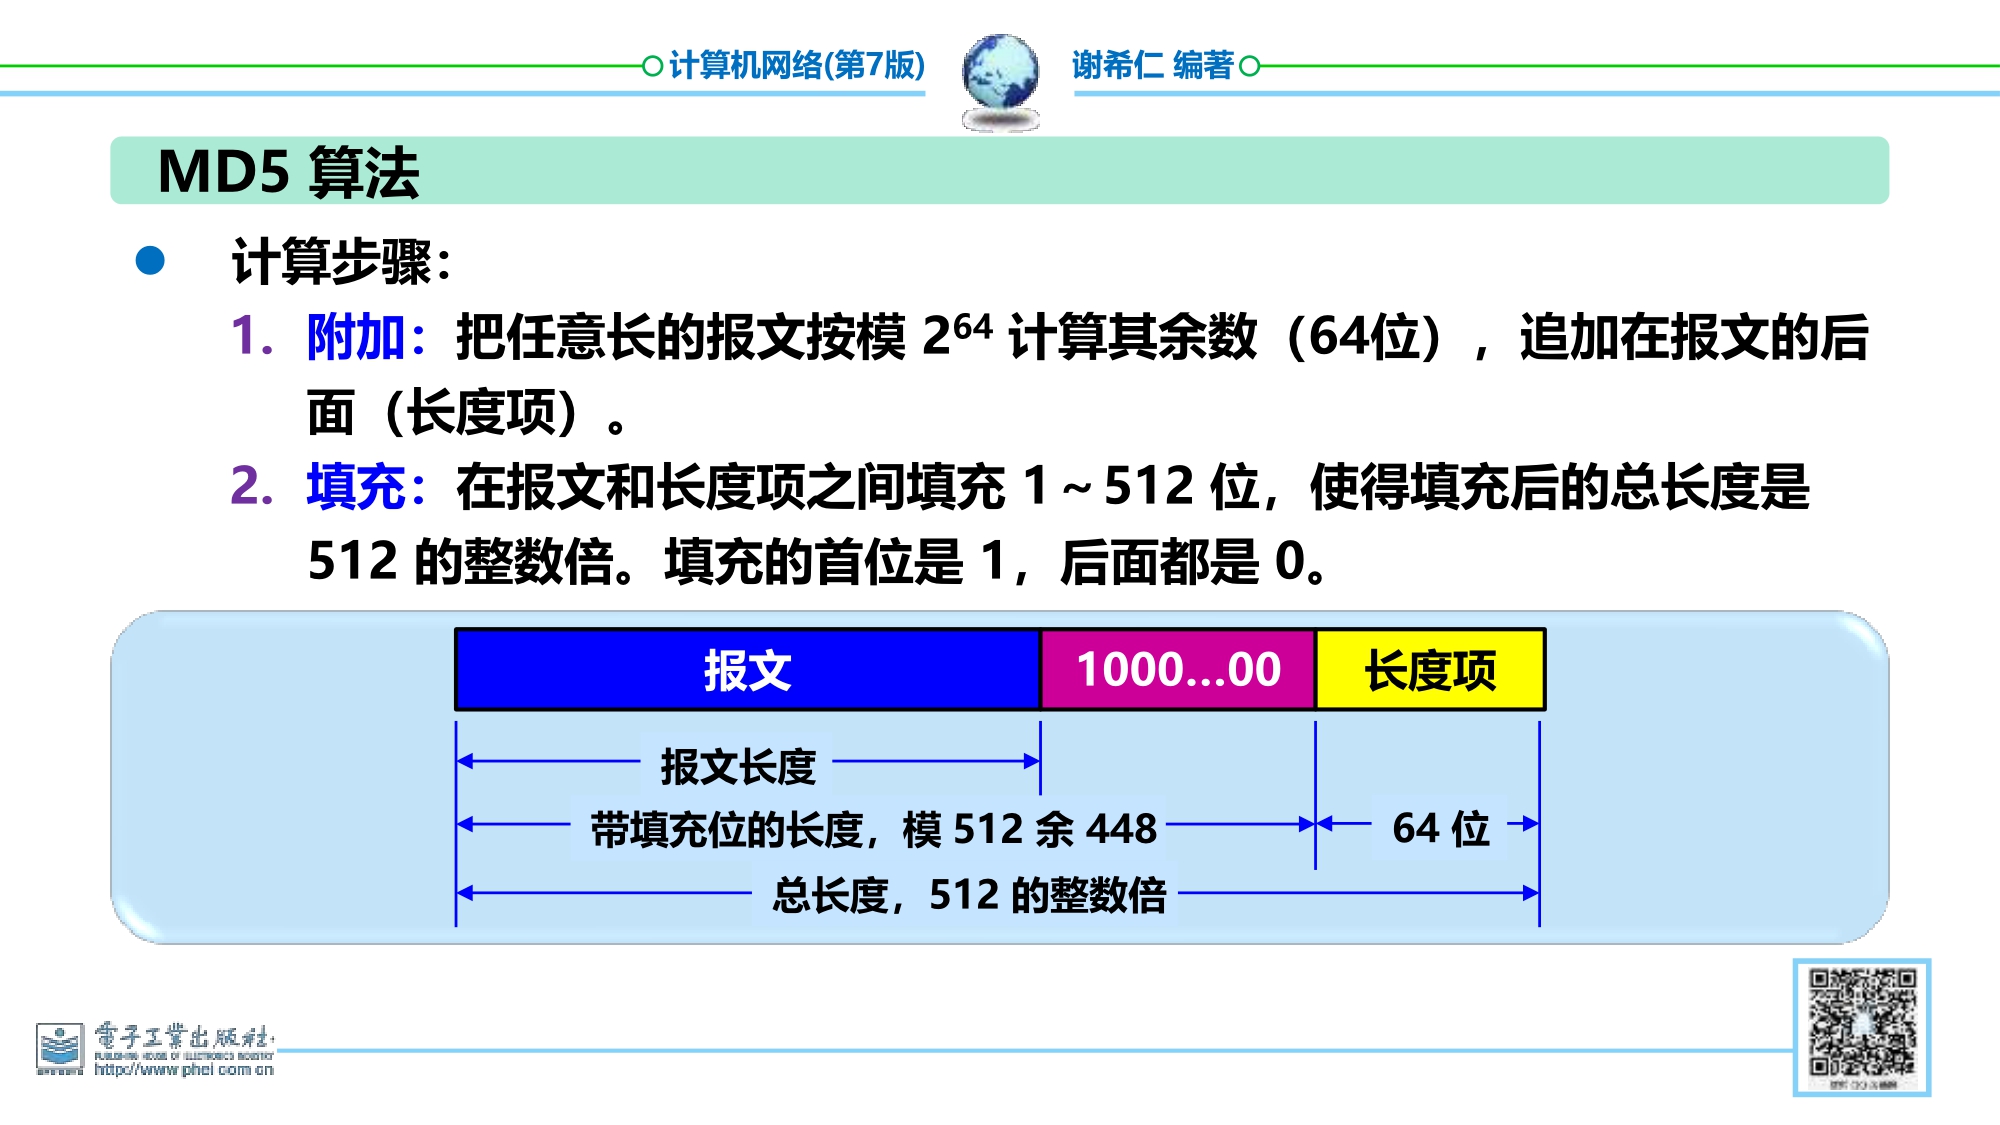 计算机网络(第7版)
谢希仁 编著
MD5 算法
● 计算步骤：
1. 附加：把任意长的报文按模 2⁶⁴ 计算其余数（64位），追加在报文的后
面（长度项）。
2. 填充：在报文和长度项之间填充 1～512 位，使得填充后的总长度是
512 的整数倍。填充的首位是 1，后面都是 0。
报文 1000…00 长度项
报文长度
带填充位的长度，模 512 余 448 64 位
总长度，512 的整数倍
電子工業出版社
PUBLISHING HOUSE OF ELECTRONICS INDUSTRY
http://www.phei.com.cn